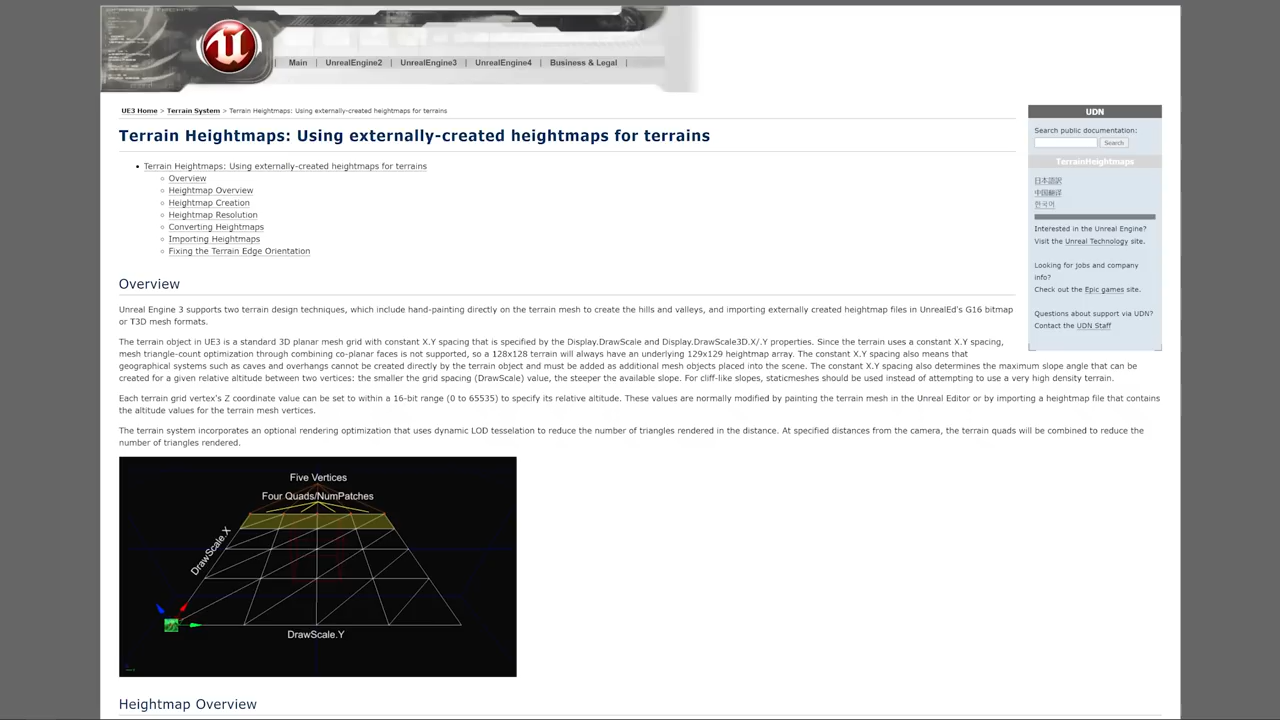 Main | UnrealEngine2 | UnrealEngine3 | UnrealEngine4 | Business & Legal |
UE3 Home > Terrain System > Terrain Heightmaps: Using externally-created heightmaps for terrains
Terrain Heightmaps: Using externally-created heightmaps for terrains
Terrain Heightmaps: Using externally-created heightmaps for terrains
Overview
Heightmap Overview
Heightmap Creation
Heightmap Resolution
Converting Heightmaps
Importing Heightmaps
Fixing the Terrain Edge Orientation
UDN
Search public documentation:
Search
TerrainHeightmaps
日本語訳
中国翻译
한국어
Interested in the Unreal Engine?
Visit the Unreal Technology site.
Looking for jobs and company
info?
Check out the Epic games site.
Questions about support via UDN?
Contact the UDN Staff
Overview
Unreal Engine 3 supports two terrain design techniques, which include hand-painting directly on the terrain mesh to create the hills and valleys, and importing externally created heightmap files in UnrealEd's G16 bitmap
or T3D mesh formats.
The terrain object in UE3 is a standard 3D planar mesh grid with constant X.Y spacing that is specified by the Display.DrawScale and Display.DrawScale3D.X/.Y properties. Since the terrain uses a constant X.Y spacing,
mesh triangle-count optimization through combining co-planar faces is not supported, so a 128x128 terrain will always have an underlying 129x129 heightmap array. The constant X.Y spacing also means that
geographical systems such as caves and overhangs cannot be created directly by the terrain object and must be added as additional mesh objects placed into the scene. The constant X.Y spacing also determines the maximum slope angle that can be
created for a given relative altitude between two vertices: the smaller the grid spacing (DrawScale) value, the steeper the available slope. For cliff-like slopes, staticmeshes should be used instead of attempting to use a very high density terrain.
Each terrain grid vertex's Z coordinate value can be set to within a 16-bit range (0 to 65535) to specify its relative altitude. These values are normally modified by painting the terrain mesh in the Unreal Editor or by importing a heightmap file that contains
the altitude values for the terrain mesh vertices.
The terrain system incorporates an optional rendering optimization that uses dynamic LOD tesselation to reduce the number of triangles rendered in the distance. At specified distances from the camera, the terrain quads will be combined to reduce the
number of triangles rendered.
Five Vertices
Four Quads/NumPatches
DrawScale.X
DrawScale.Y
Heightmap Overview